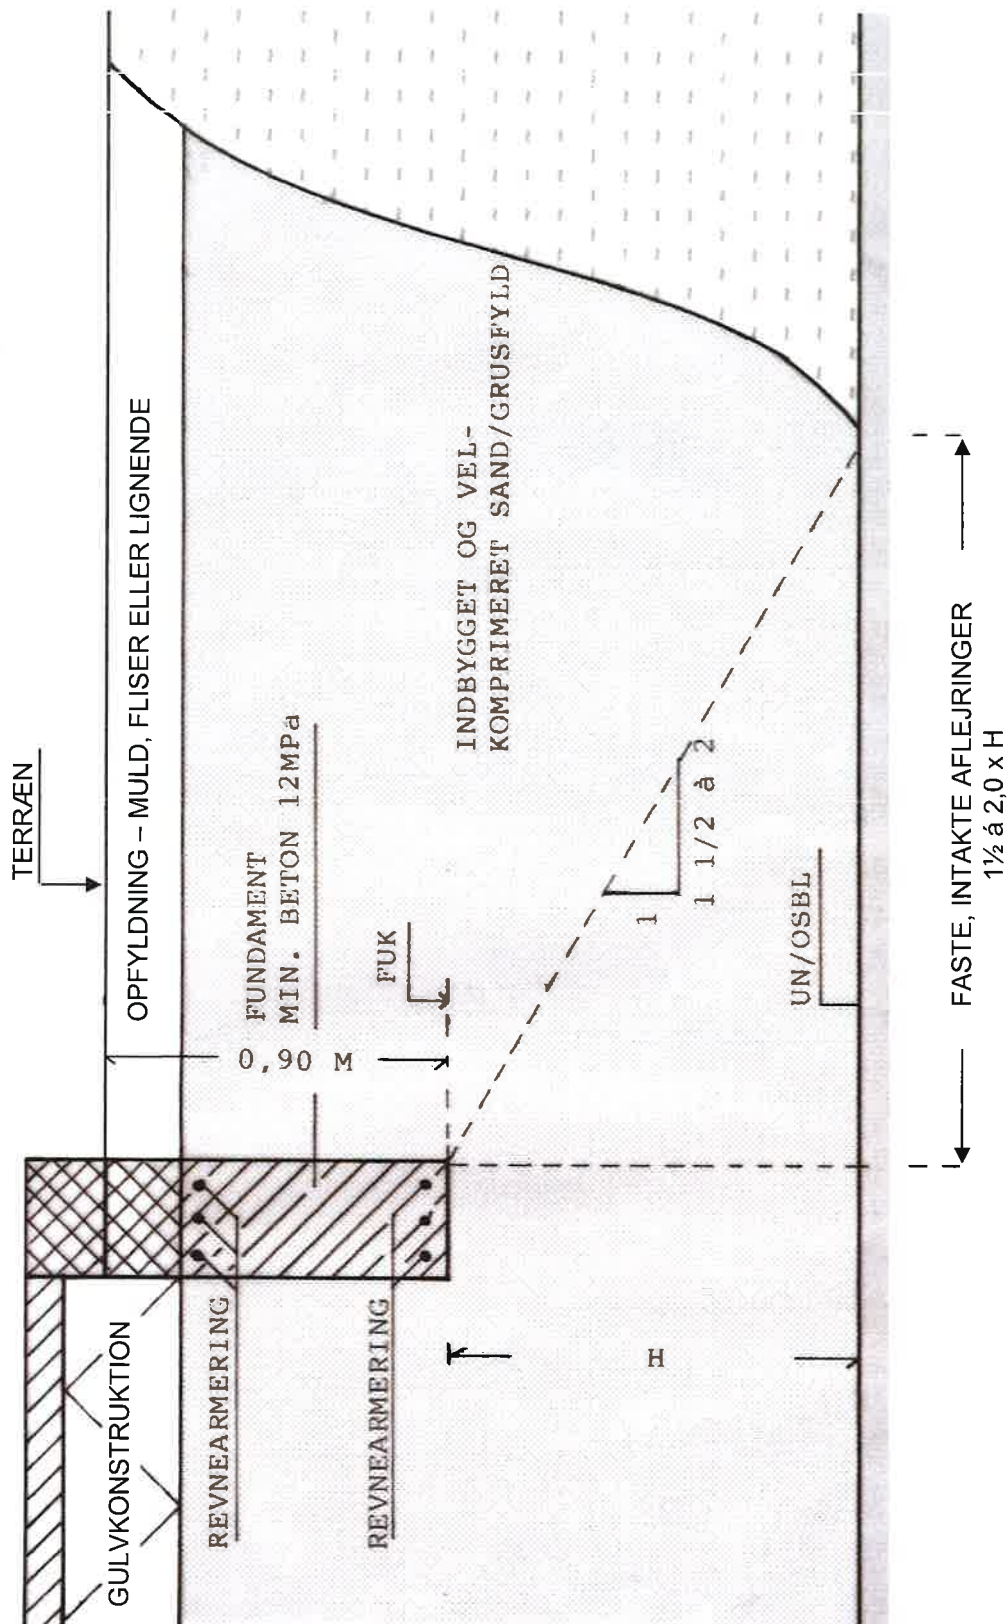 TERRÆN
OPFYLDNING – MULD, FLISER ELLER LIGNENDE
GULVKONSTRUKTION
FUNDAMENT
MIN. BETON 12MPa
0,90 M
REVNEARMERING
REVNEARMERING
FUK
INDBYGGET OG VEL-
KOMPRIMERET SAND/GRUSFYLD
H
1
1 1/2 à 2
UN/OSBL
FASTE, INTAKTE AFLEJRINGER
1½ á 2,0 x H